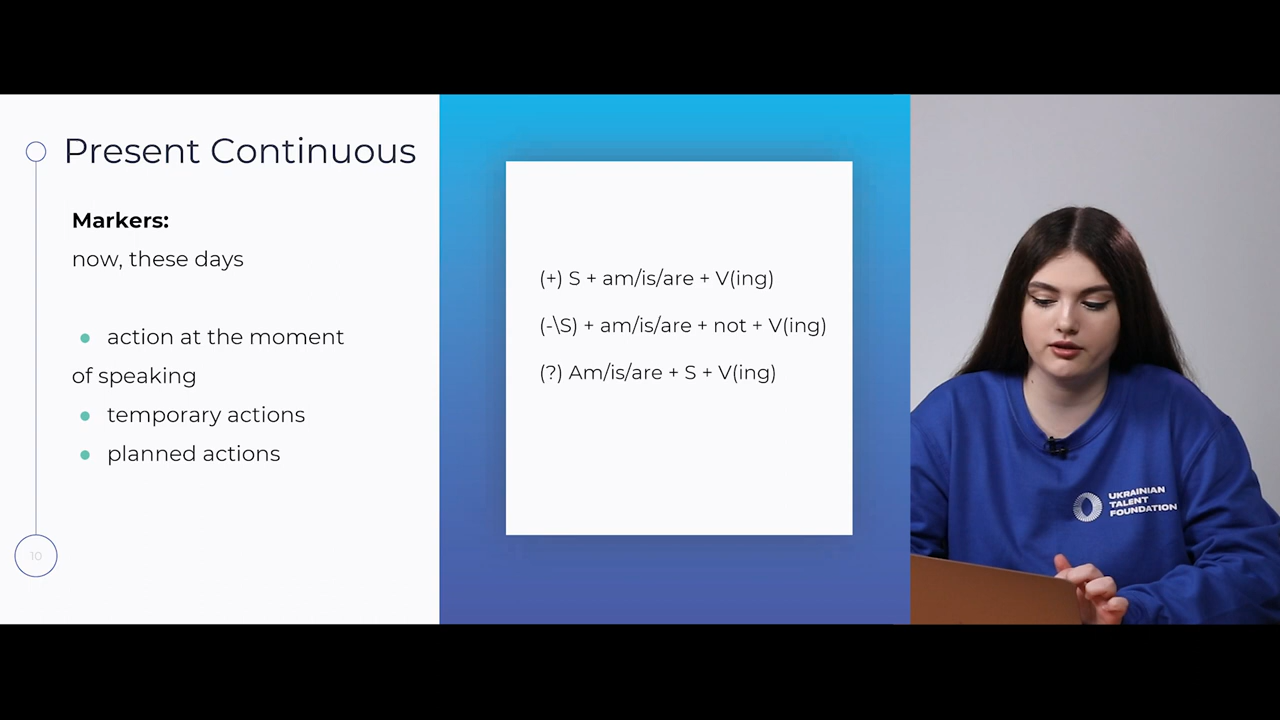 Present Continuous
Markers:
now, these days
action at the moment
of speaking
temporary actions
planned actions
10
(+) S + am/is/are + V(ing)
(-\S) + am/is/are + not + V(ing)
(?) Am/is/are + S + V(ing)
UKRAINIAN
TALENT
FOUNDATION